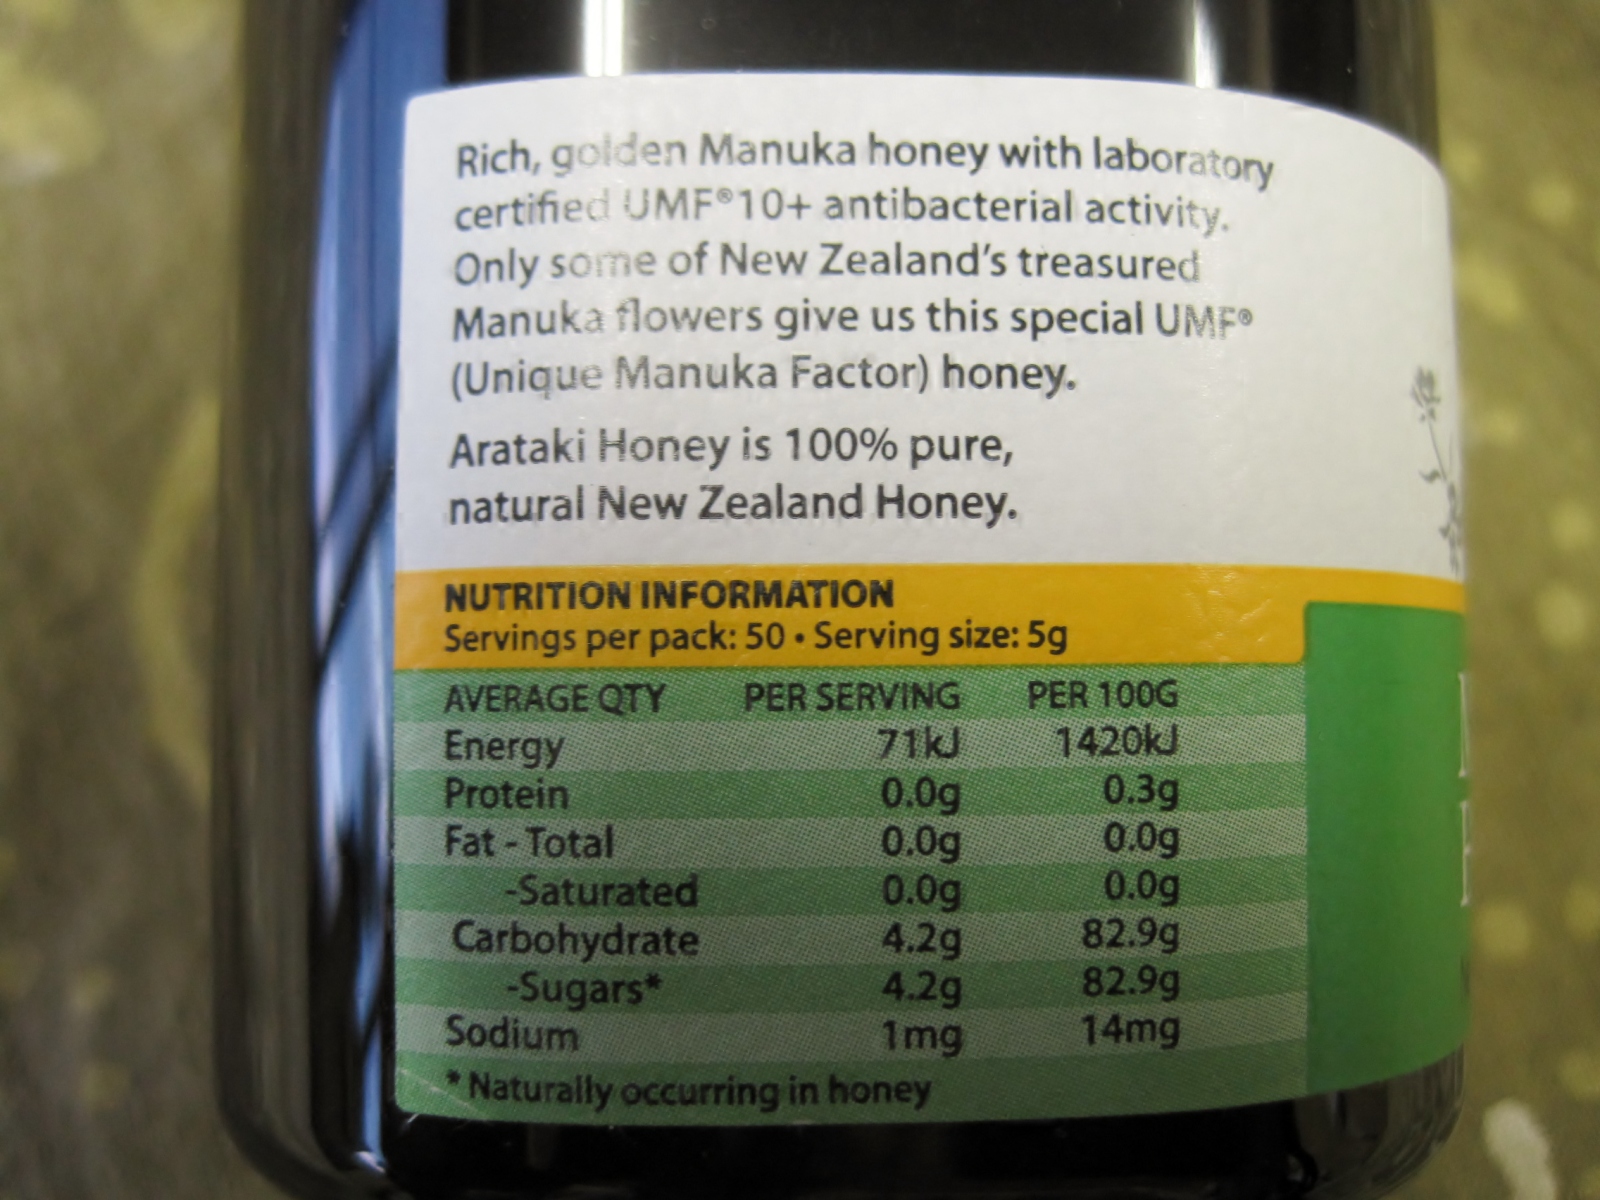 Rich, golden Manuka honey with laboratory
certified UMF®10+ antibacterial activity.
Only some of New Zealand's treasured
Manuka flowers give us this special UMF®
(Unique Manuka Factor) honey.
Arataki Honey is 100% pure,
natural New Zealand Honey.
NUTRITION INFORMATION
Servings per pack: 50 • Serving size: 5g
AVERAGE QTY PER SERVING PER 100G
Energy 71kJ 1420kJ
Protein 0.0g 0.3g
Fat - Total 0.0g 0.0g
-Saturated 0.0g 0.0g
Carbohydrate 4.2g 82.9g
-Sugars* 4.2g 82.9g
Sodium 1mg 14mg
* Naturally occurring in honey